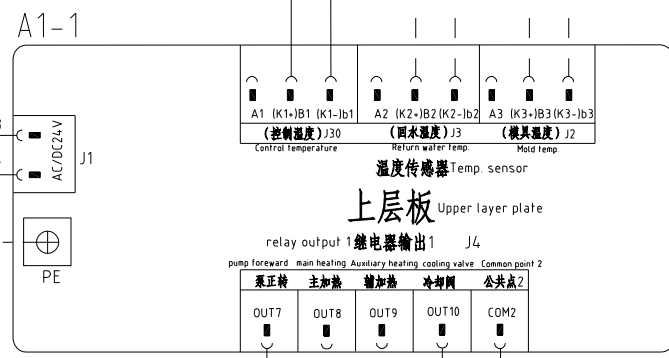 A1-1
A1 (K1+)B1 (K1-)b1 A2 (K2+)B2 (K2-)b2 A3 (K3+)B3 (K3-)b3
(控制温度)J30 (回水温度)J3 (模具温度)J2
Control temperature Return water temp. Mold temp.
AC/DC24V
J1
温度传感器Temp. sensor
上层板 Upper layer plate
relay output 1继电器输出1 J4
PE
pump foreward main heating Auxiliary heating cooling valve Common point 2
泵正转 主加热 辅加热 冷却阀 公共点2
OUT7 OUT8 OUT9 OUT10 COM2